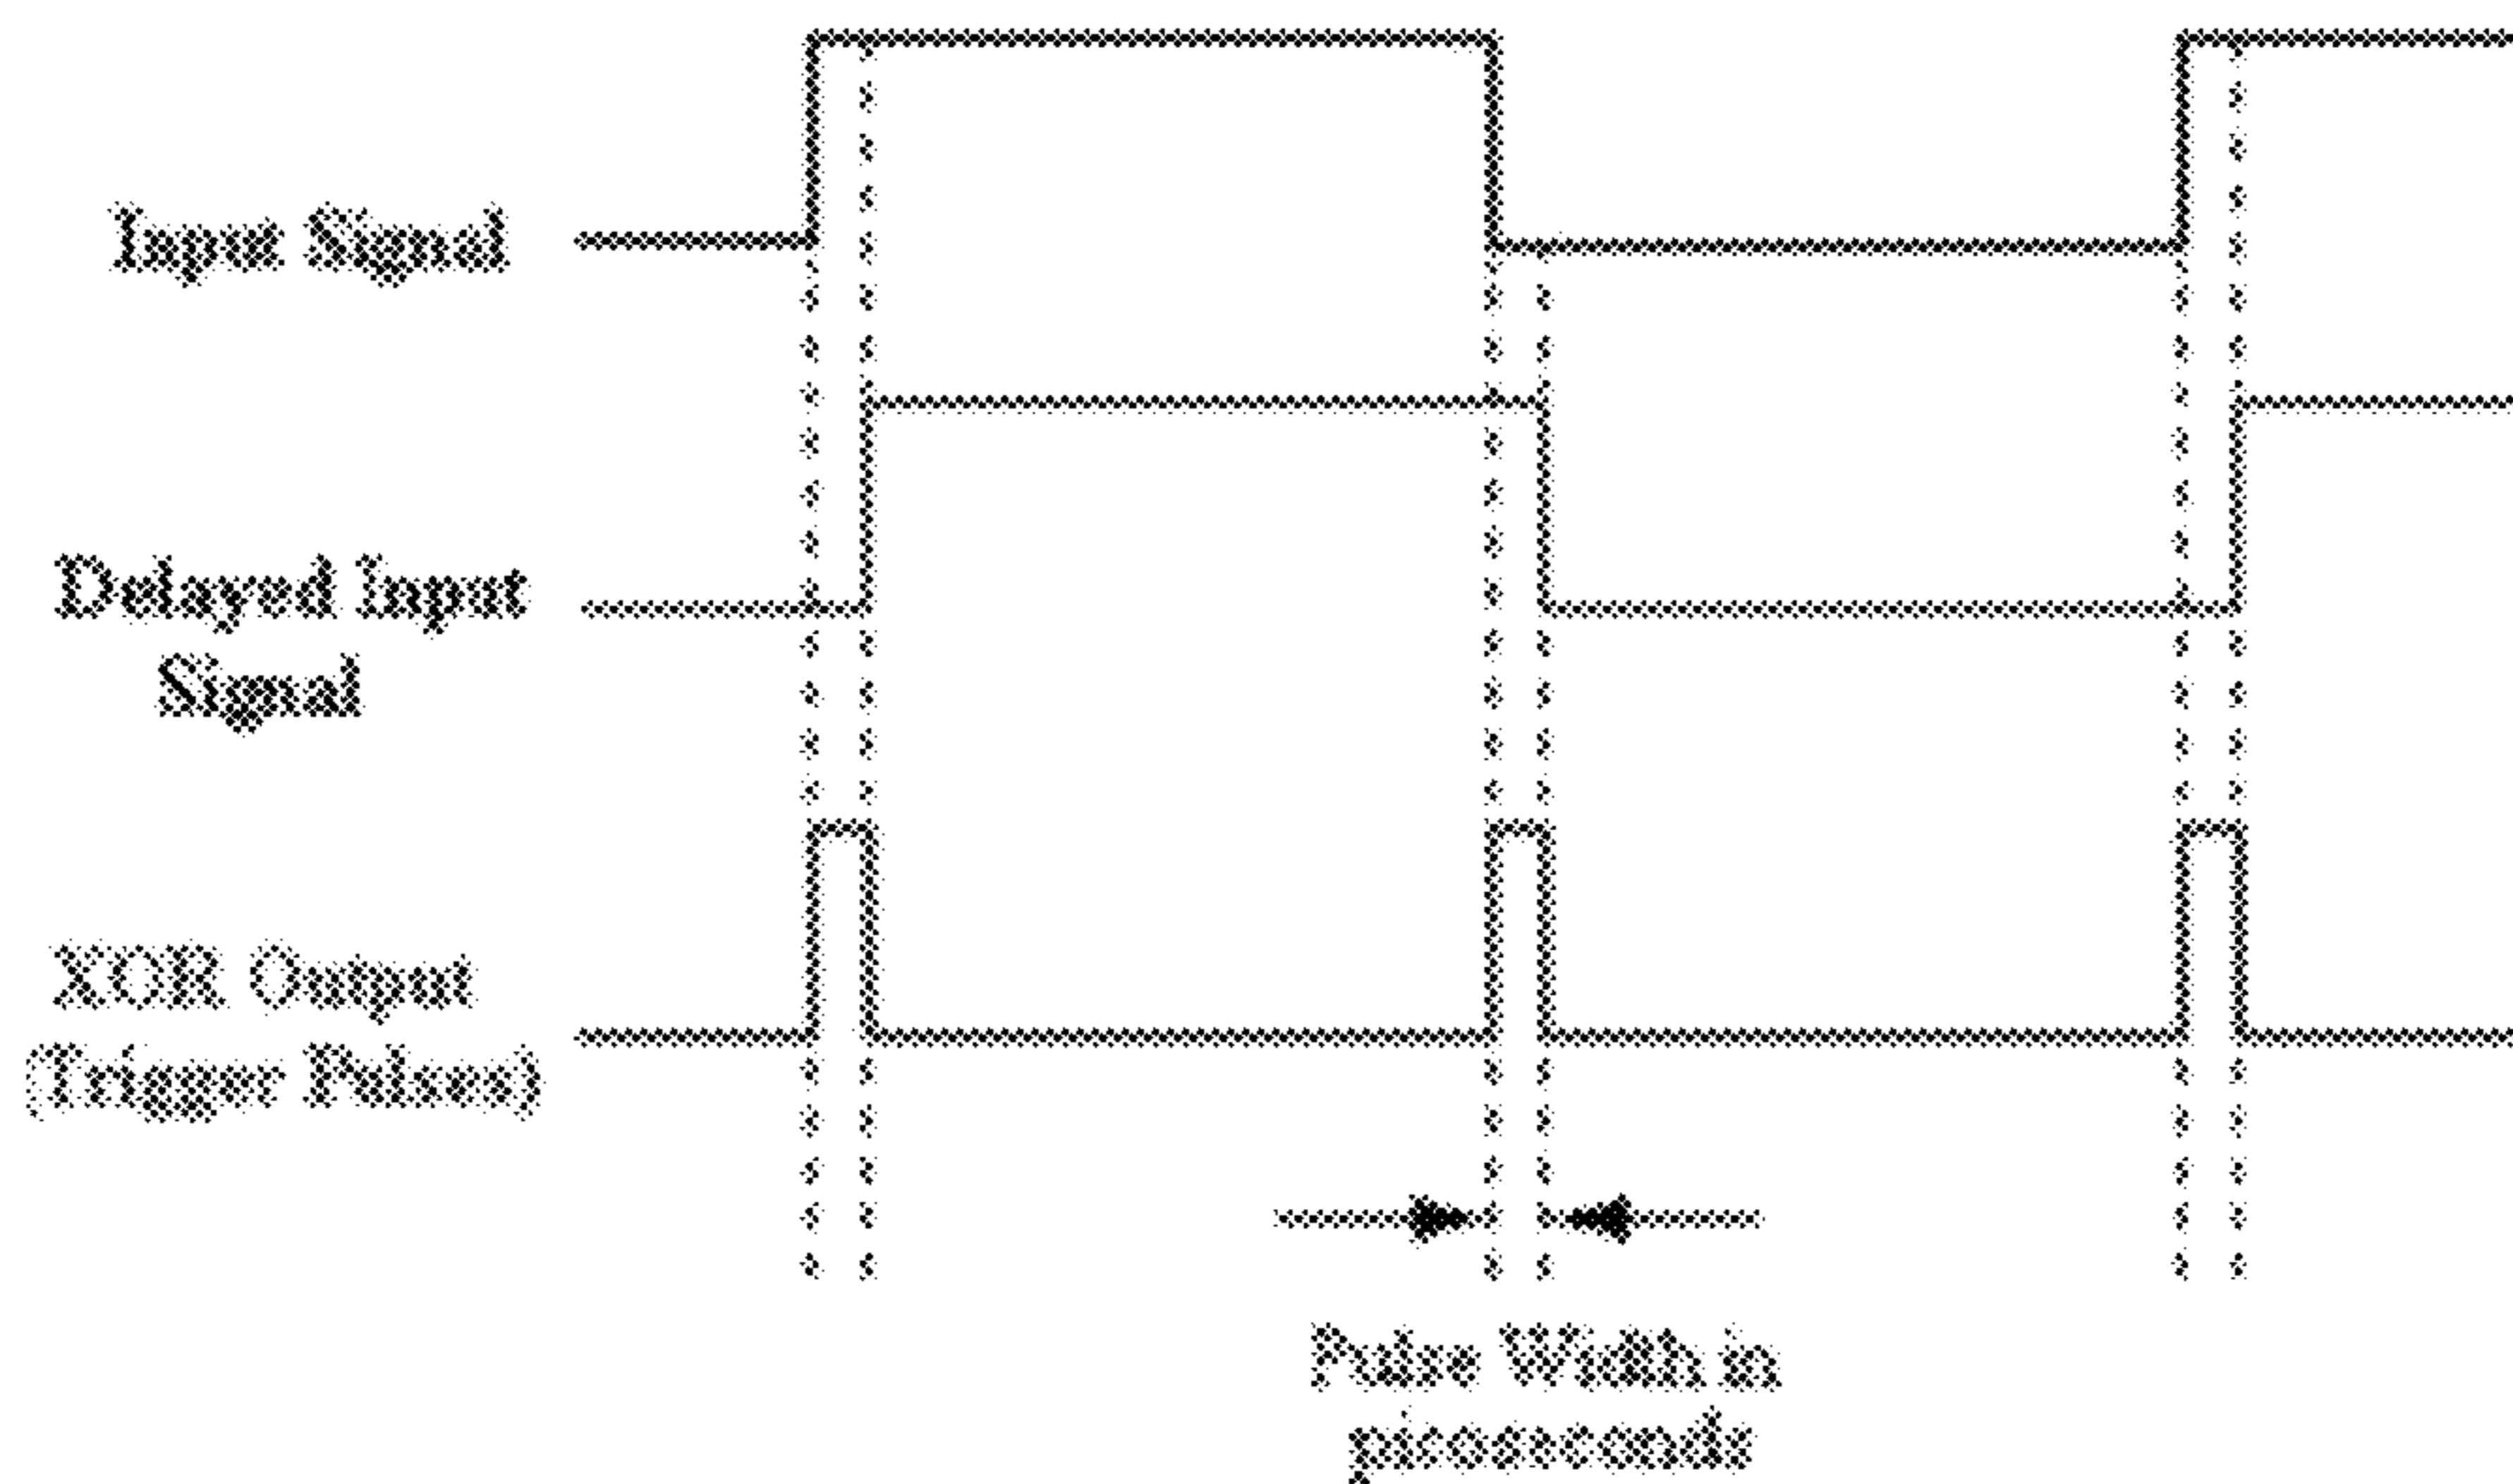 Input Signal
Delayed Input
Signal
XOR Output
(Trigger Pulses)
Pulse Width in
picoseconds